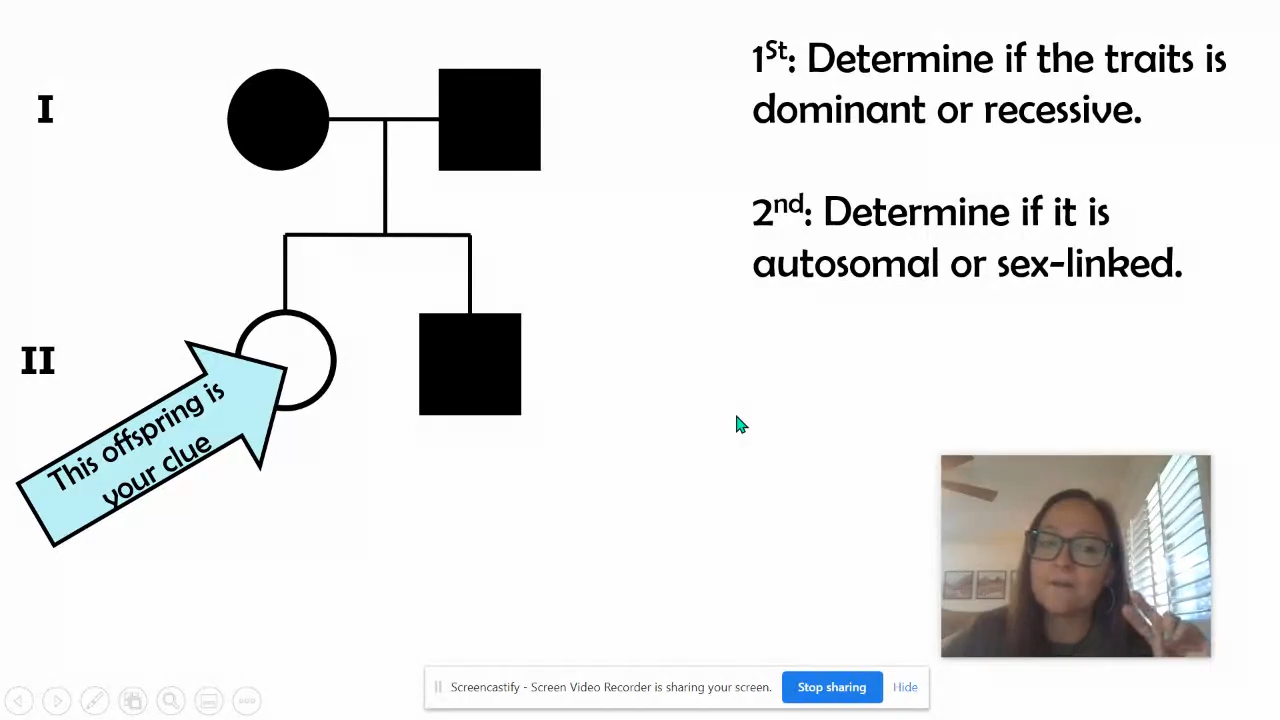 I
1st: Determine if the traits is
dominant or recessive.
2nd: Determine if it is
autosomal or sex-linked.
II
This offspring is
your clue
Screencastify - Screen Video Recorder is sharing your screen.
Stop sharing
Hide